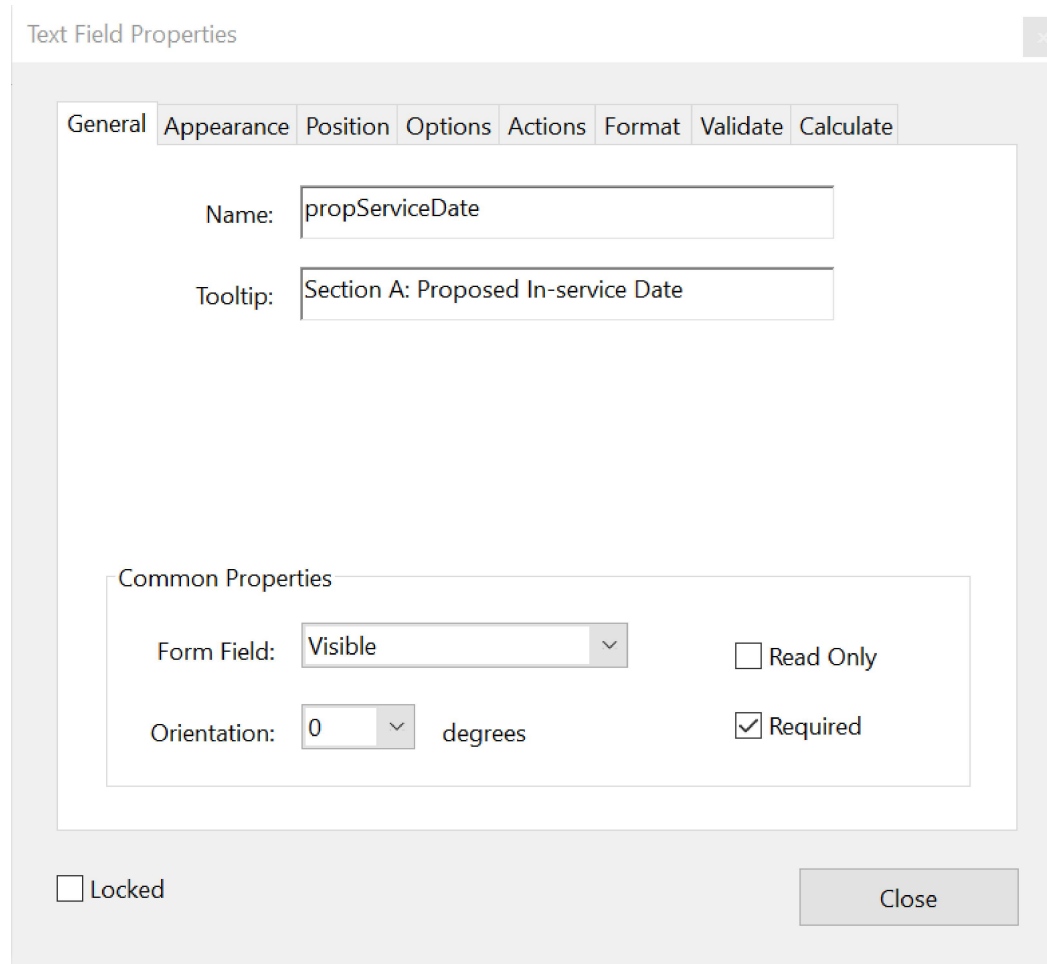 Text Field Properties
General Appearance Position Options Actions Format Validate Calculate
Name: propServiceDate
Tooltip: Section A: Proposed In-service Date
Common Properties
Form Field: Visible
Read Only
Orientation: 0 degrees
Required
Locked
Close